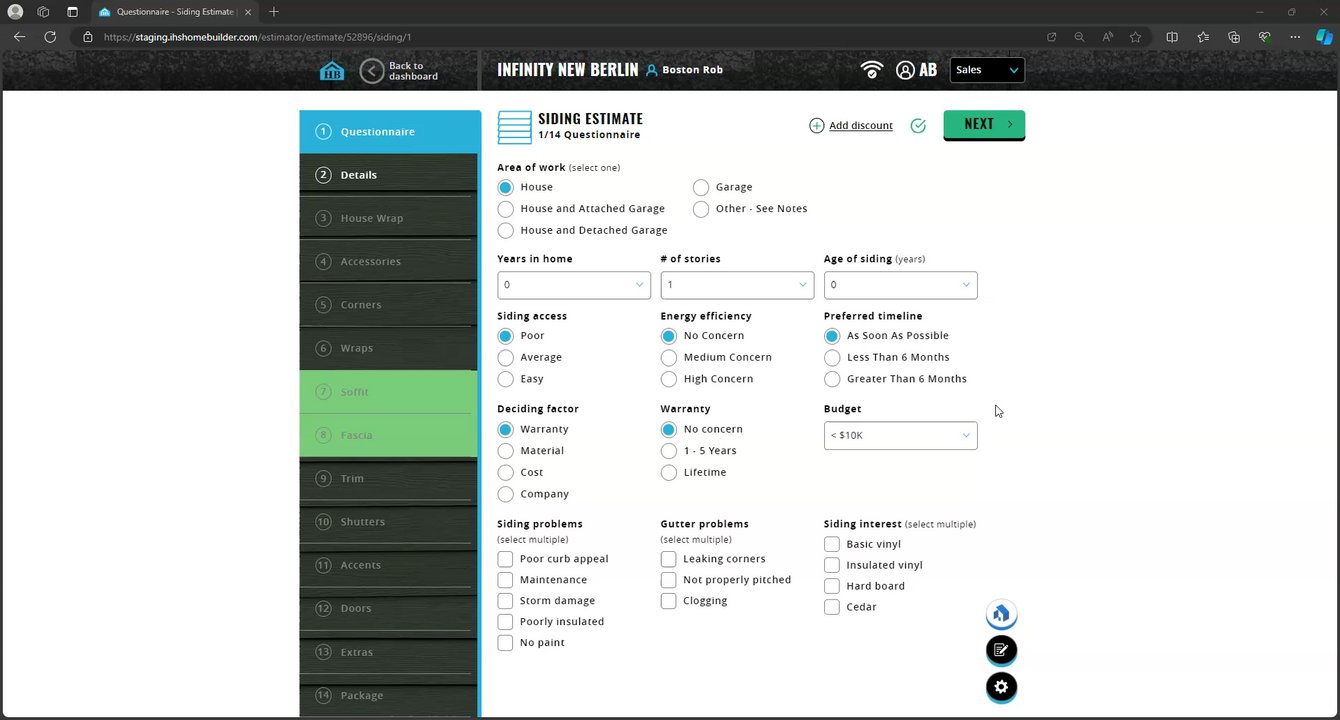 Questionnaire - Siding Estimate
https://staging.ihshomebuilder.com/estimator/estimate/52896/siding/1
HB
Back to
dashboard
INFINITY NEW BERLIN
Boston Rob
AB
Sales
1 Questionnaire
2 Details
3 House Wrap
4 Accessories
5 Corners
6 Wraps
7 Soffit
8 Fascia
9 Trim
10 Shutters
11 Accents
12 Doors
13 Extras
14 Package
SIDING ESTIMATE
1/14 Questionnaire
Add discount
NEXT
Area of work (select one)
House
Garage
House and Attached Garage
Other - See Notes
House and Detached Garage
Years in home
# of stories
Age of siding (years)
0
1
0
Siding access
Energy efficiency
Preferred timeline
Poor
No Concern
As Soon As Possible
Average
Medium Concern
Less Than 6 Months
Easy
High Concern
Greater Than 6 Months
Deciding factor
Warranty
Budget
Warranty
No concern
< $10K
Material
1 - 5 Years
Cost
Lifetime
Company
Siding problems
(select multiple)
Gutter problems
(select multiple)
Siding interest (select multiple)
Poor curb appeal
Maintenance
Storm damage
Poorly insulated
No paint
Leaking corners
Not properly pitched
Clogging
Basic vinyl
Insulated vinyl
Hard board
Cedar